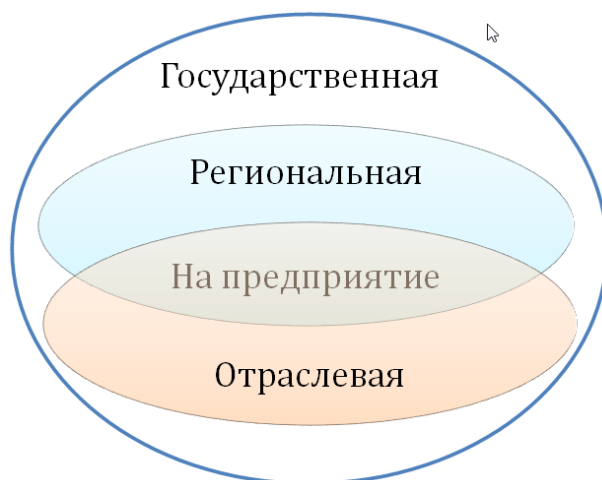 Государственная
Региональная
На предприятие
Отраслевая